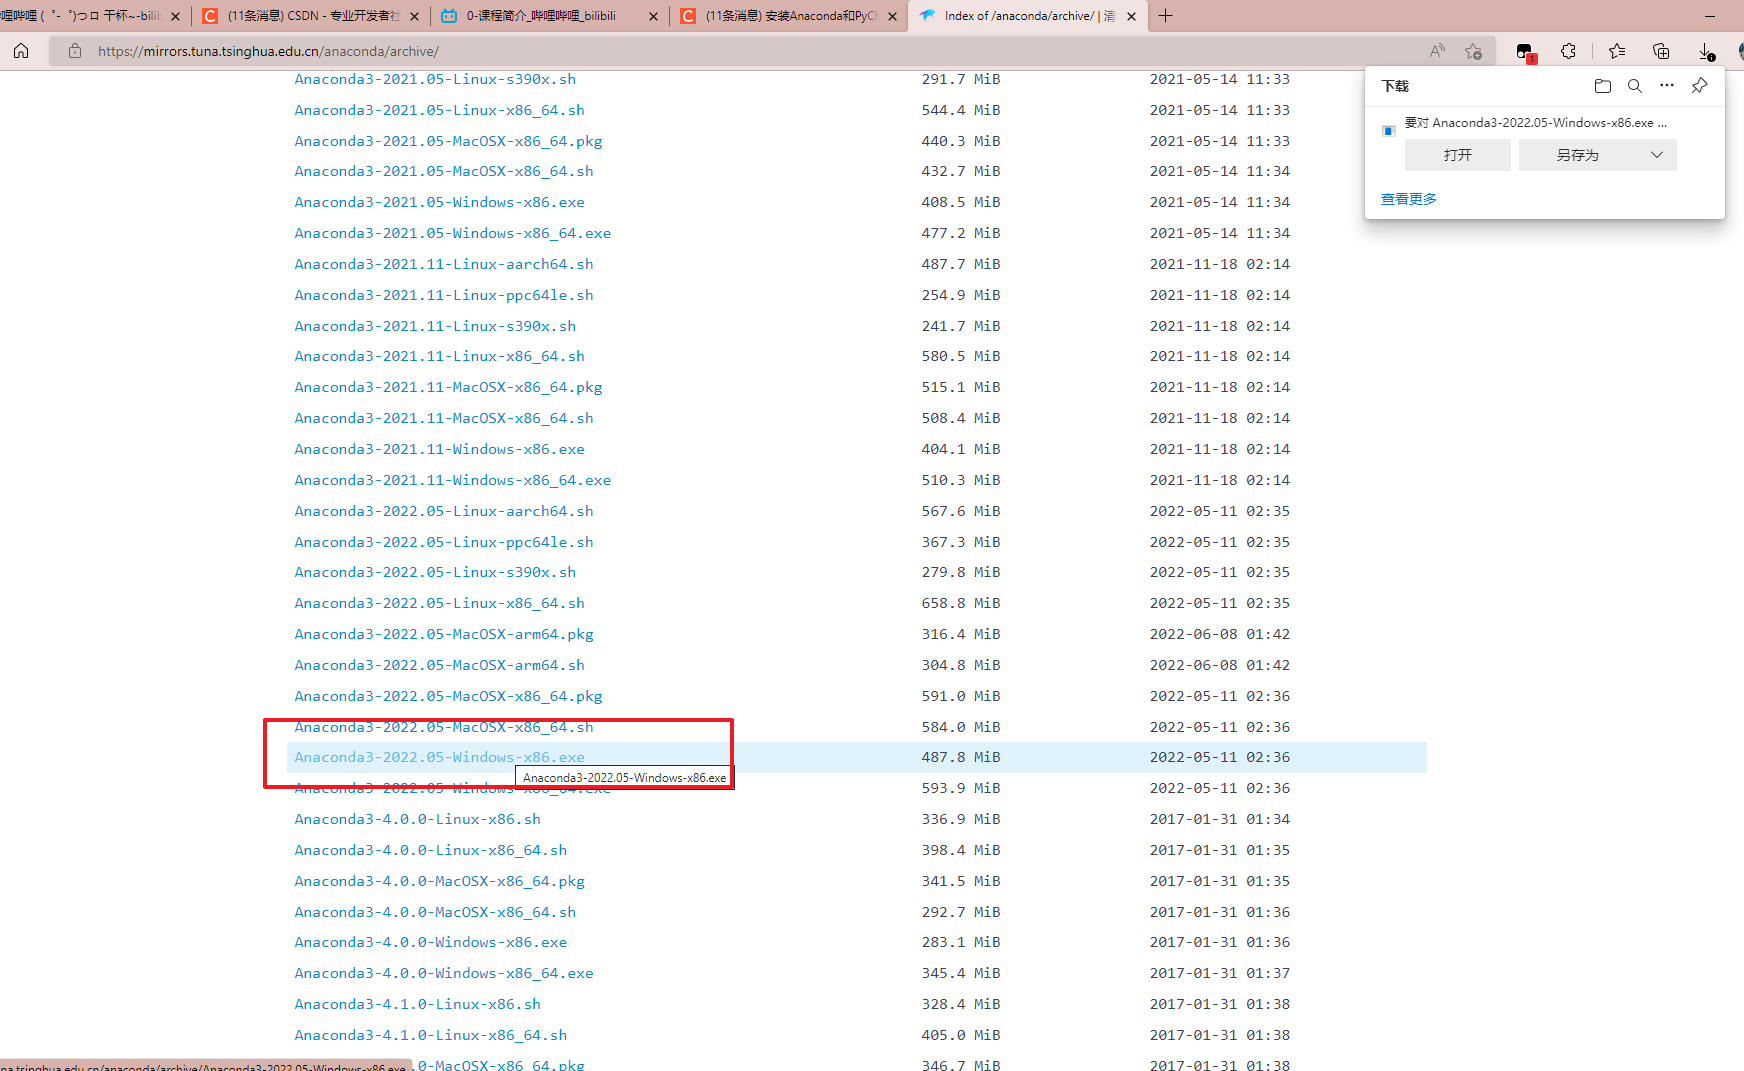 哔哩哔哩 (゜-゜)つロ 干杯~-bilib
(11条消息) CSDN - 专业开发者社
0-课程简介_哔哩哔哩_bilibili
(11条消息) 安装Anaconda和PyCh
Index of /anaconda/archive/ | 清
https://mirrors.tuna.tsinghua.edu.cn/anaconda/archive/
1
下载
要对 Anaconda3-2022.05-Windows-x86.exe ...
打开
另存为
查看更多
Anaconda3-2021.05-Linux-s390x.sh 291.7 MiB 2021-05-14 11:33
Anaconda3-2021.05-Linux-x86_64.sh 544.4 MiB 2021-05-14 11:33
Anaconda3-2021.05-MacOSX-x86_64.pkg 440.3 MiB 2021-05-14 11:33
Anaconda3-2021.05-MacOSX-x86_64.sh 432.7 MiB 2021-05-14 11:34
Anaconda3-2021.05-Windows-x86.exe 408.5 MiB 2021-05-14 11:34
Anaconda3-2021.05-Windows-x86_64.exe 477.2 MiB 2021-05-14 11:34
Anaconda3-2021.11-Linux-aarch64.sh 487.7 MiB 2021-11-18 02:14
Anaconda3-2021.11-Linux-ppc64le.sh 254.9 MiB 2021-11-18 02:14
Anaconda3-2021.11-Linux-s390x.sh 241.7 MiB 2021-11-18 02:14
Anaconda3-2021.11-Linux-x86_64.sh 580.5 MiB 2021-11-18 02:14
Anaconda3-2021.11-MacOSX-x86_64.pkg 515.1 MiB 2021-11-18 02:14
Anaconda3-2021.11-MacOSX-x86_64.sh 508.4 MiB 2021-11-18 02:14
Anaconda3-2021.11-Windows-x86.exe 404.1 MiB 2021-11-18 02:14
Anaconda3-2021.11-Windows-x86_64.exe 510.3 MiB 2021-11-18 02:14
Anaconda3-2022.05-Linux-aarch64.sh 567.6 MiB 2022-05-11 02:35
Anaconda3-2022.05-Linux-ppc64le.sh 367.3 MiB 2022-05-11 02:35
Anaconda3-2022.05-Linux-s390x.sh 279.8 MiB 2022-05-11 02:35
Anaconda3-2022.05-Linux-x86_64.sh 658.8 MiB 2022-05-11 02:35
Anaconda3-2022.05-MacOSX-arm64.pkg 316.4 MiB 2022-06-08 01:42
Anaconda3-2022.05-MacOSX-arm64.sh 304.8 MiB 2022-06-08 01:42
Anaconda3-2022.05-MacOSX-x86_64.pkg 591.0 MiB 2022-05-11 02:36
Anaconda3-2022.05-MacOSX-x86_64.sh 584.0 MiB 2022-05-11 02:36
Anaconda3-2022.05-Windows-x86.exe 487.8 MiB 2022-05-11 02:36
Anaconda3-2022.05-Windows-x86.exe
Anaconda3-2022.05-Windows-x86_64.exe 593.9 MiB 2022-05-11 02:36
Anaconda3-4.0.0-Linux-x86.sh 336.9 MiB 2017-01-31 01:34
Anaconda3-4.0.0-Linux-x86_64.sh 398.4 MiB 2017-01-31 01:35
Anaconda3-4.0.0-MacOSX-x86_64.pkg 341.5 MiB 2017-01-31 01:35
Anaconda3-4.0.0-MacOSX-x86_64.sh 292.7 MiB 2017-01-31 01:36
Anaconda3-4.0.0-Windows-x86.exe 283.1 MiB 2017-01-31 01:36
Anaconda3-4.0.0-Windows-x86_64.exe 345.4 MiB 2017-01-31 01:37
Anaconda3-4.1.0-Linux-x86.sh 328.4 MiB 2017-01-31 01:38
Anaconda3-4.1.0-Linux-x86_64.sh 405.0 MiB 2017-01-31 01:38
.0-MacOSX-x86_64.pkg 346.7 MiB 2017-01-31 01:38
na.tsinghua.edu.cn/anaconda/archive/Anaconda3-2022.05-Windows-x86.exe